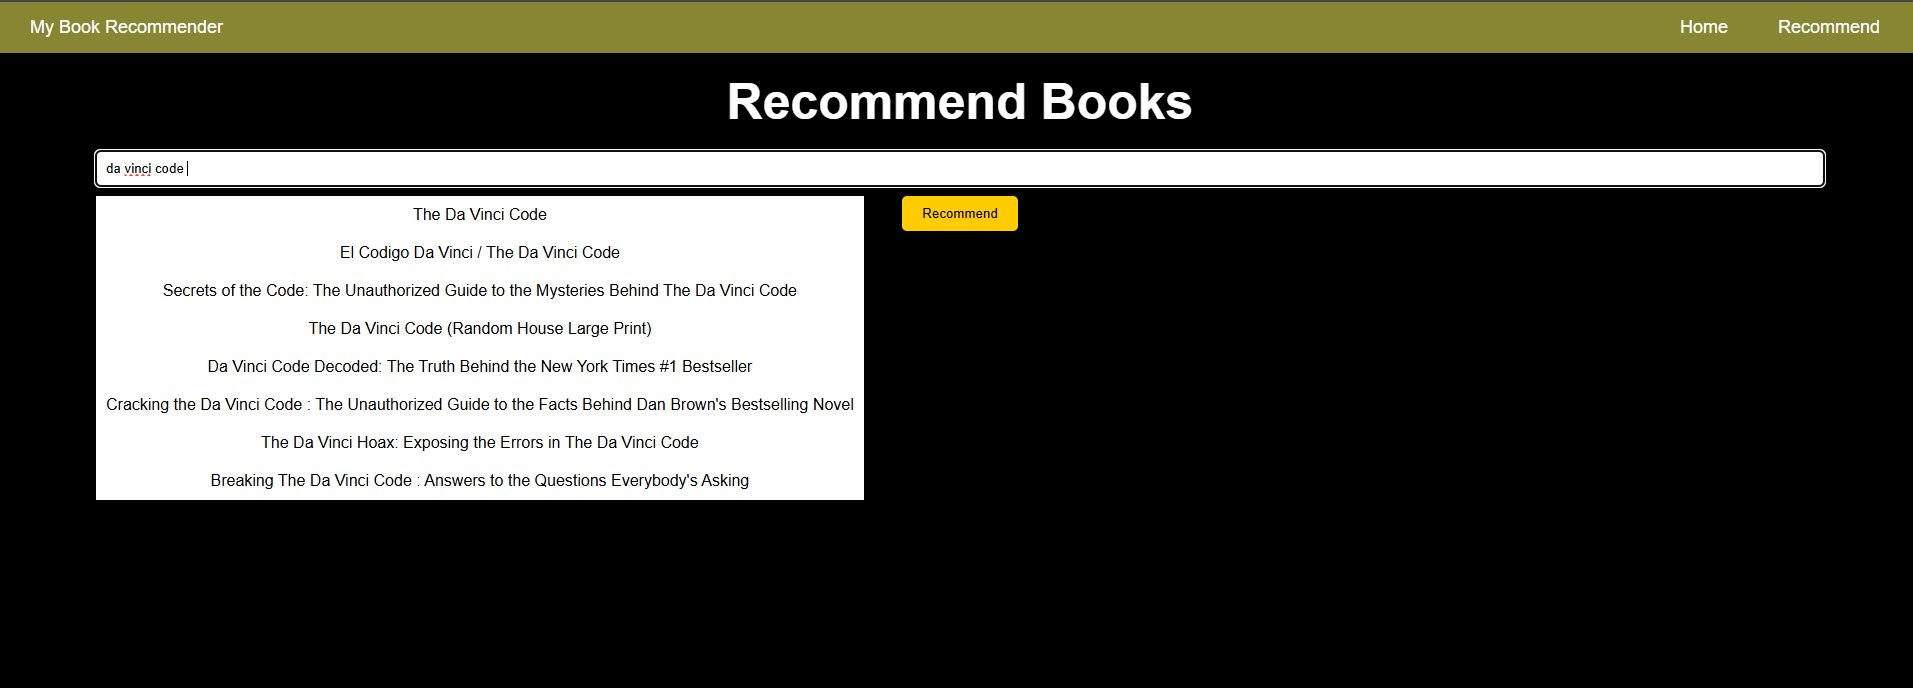 My Book Recommender
Home
Recommend
Recommend Books
da vinci code
The Da Vinci Code
Recommend
El Codigo Da Vinci / The Da Vinci Code
Secrets of the Code: The Unauthorized Guide to the Mysteries Behind The Da Vinci Code
The Da Vinci Code (Random House Large Print)
Da Vinci Code Decoded: The Truth Behind the New York Times #1 Bestseller
Cracking the Da Vinci Code : The Unauthorized Guide to the Facts Behind Dan Brown's Bestselling Novel
The Da Vinci Hoax: Exposing the Errors in The Da Vinci Code
Breaking The Da Vinci Code : Answers to the Questions Everybody's Asking